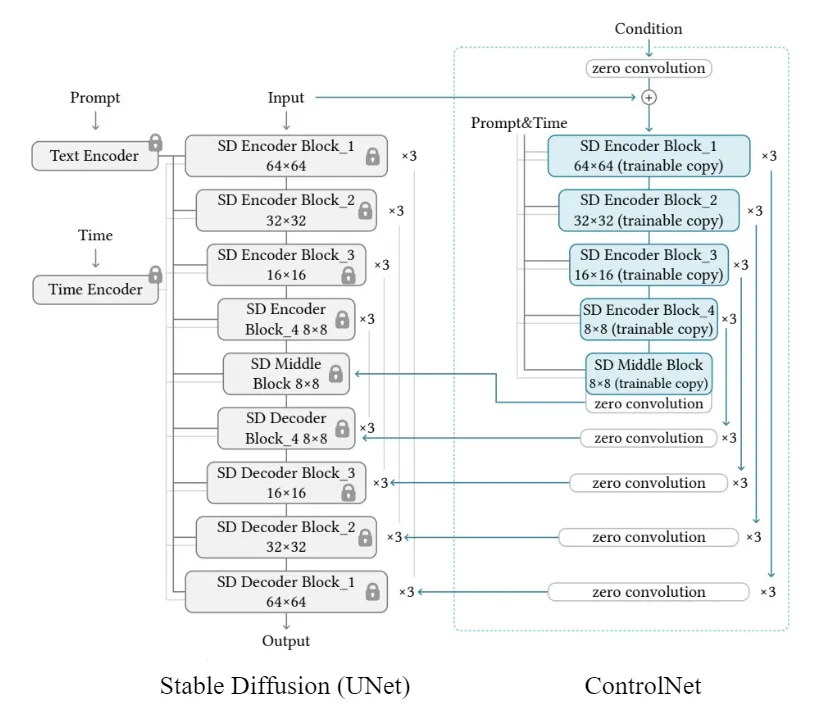 Condition
zero convolution
Prompt
Input
+
Prompt&Time
Text Encoder
SD Encoder Block_1
64×64
×3
SD Encoder Block_1
64×64 (trainable copy)
×3
SD Encoder Block_2
32×32
×3
SD Encoder Block_2
32×32 (trainable copy)
×3
Time
Time Encoder
SD Encoder Block_3
16×16
×3
SD Encoder Block_3
16×16 (trainable copy)
×3
SD Encoder
Block_4 8×8
×3
SD Encoder Block_4
8×8 (trainable copy)
×3
SD Middle
Block 8×8
SD Middle Block
8×8 (trainable copy)
zero convolution
SD Decoder
Block_4 8×8
×3
zero convolution
×3
SD Decoder Block_3
16×16
×3
zero convolution
×3
SD Decoder Block_2
32×32
×3
zero convolution
×3
SD Decoder Block_1
64×64
×3
zero convolution
×3
Output
Stable Diffusion (UNet)
ControlNet